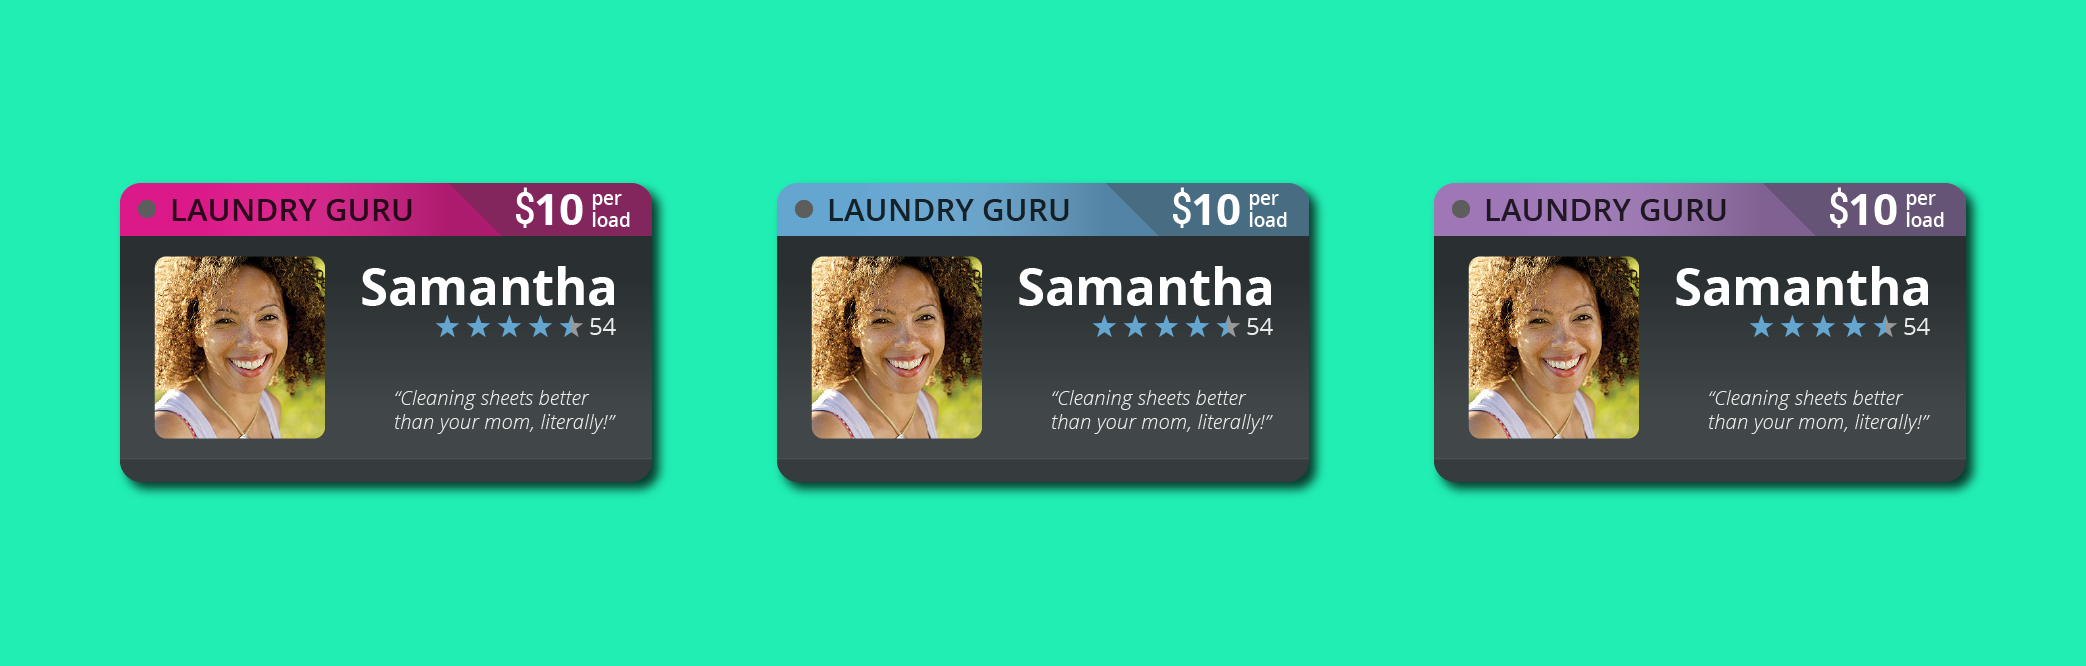 LAUNDRY GURU $10 per load
Samantha
54
“Cleaning sheets better
than your mom, literally!”
LAUNDRY GURU $10 per load
Samantha
54
“Cleaning sheets better
than your mom, literally!”
LAUNDRY GURU $10 per load
Samantha
54
“Cleaning sheets better
than your mom, literally!”